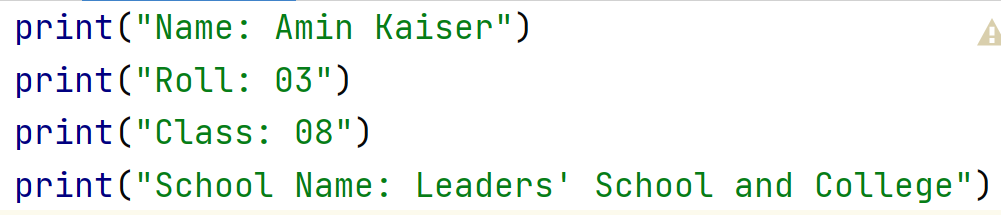 print("Name: Amin Kaiser")
print("Roll: 03")
print("Class: 08")
print("School Name: Leaders' School and College")